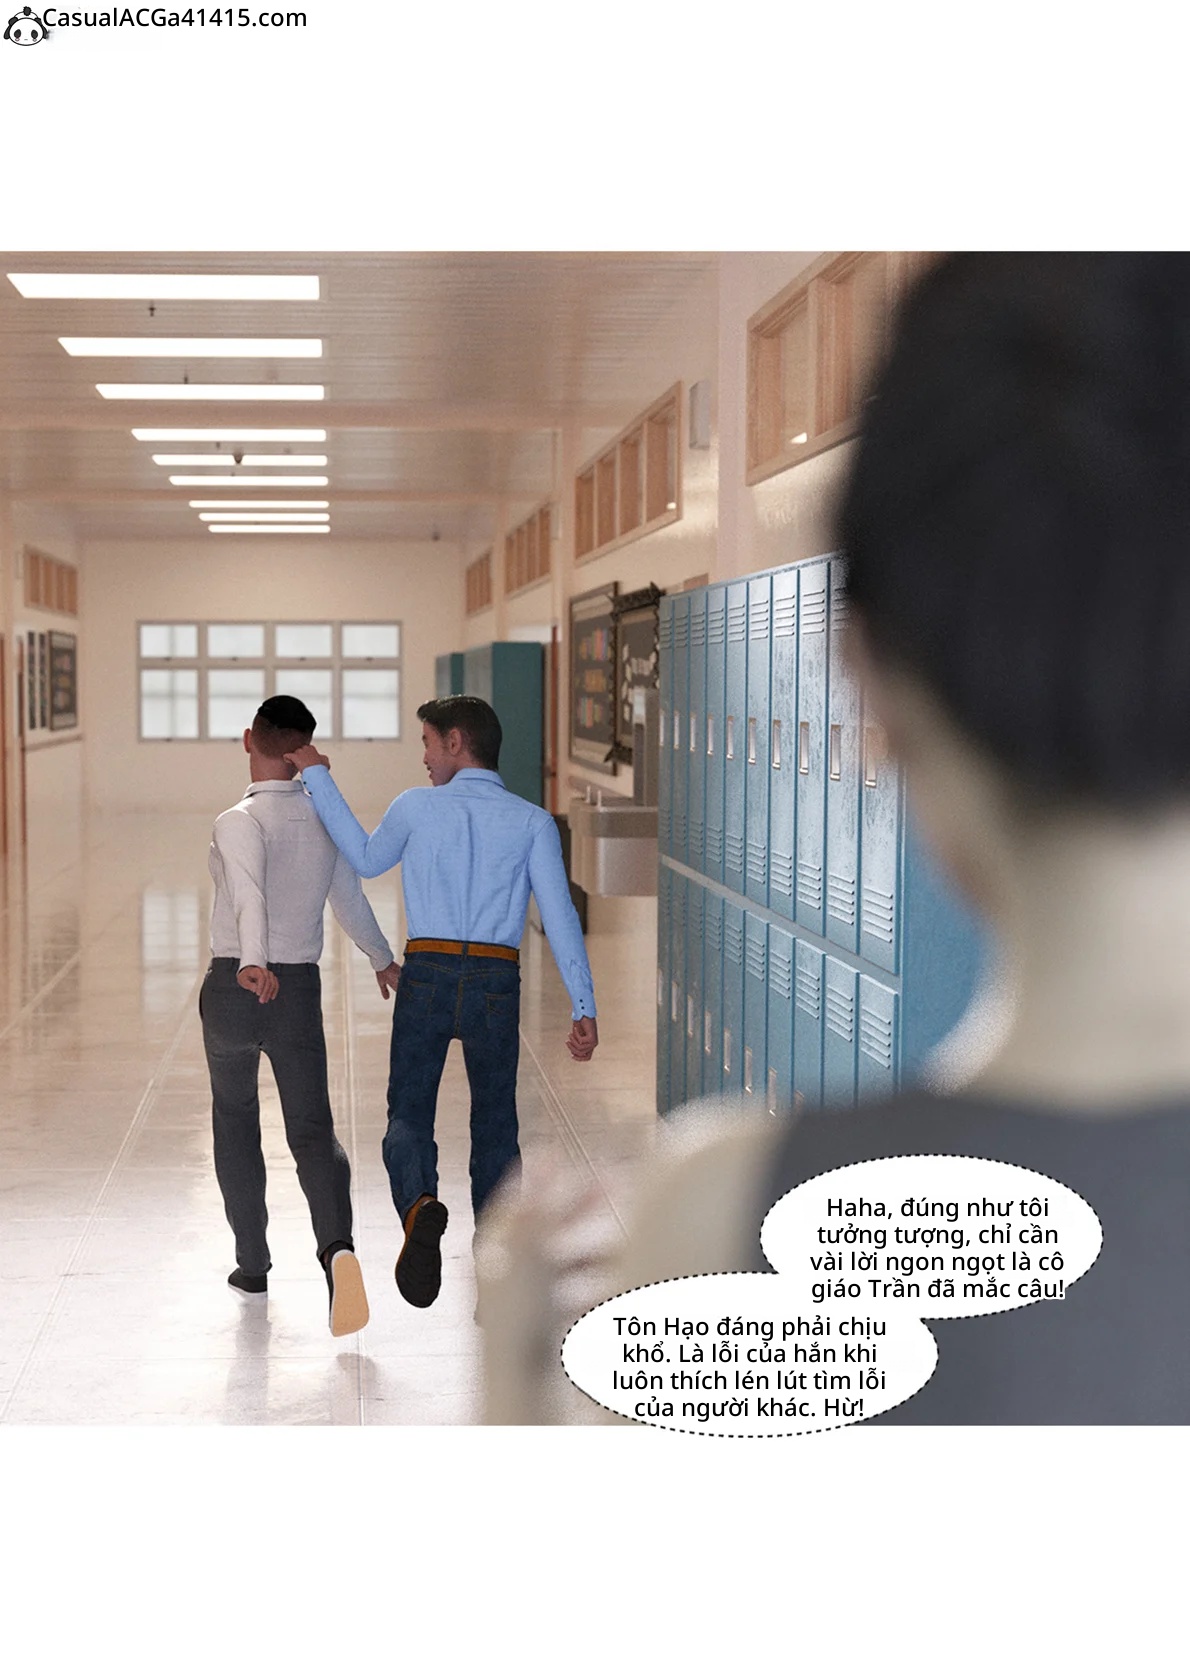 CasualACGa41415.com
Haha, đúng như tôi
tưởng tượng, chỉ cần
vài lời ngon ngọt là cô
giáo Trần đã mắc câu!
Tôn Hạo đáng phải chịu
khổ. Là lỗi của hắn khi
luôn thích lén lút tìm lỗi
của người khác. Hừ!